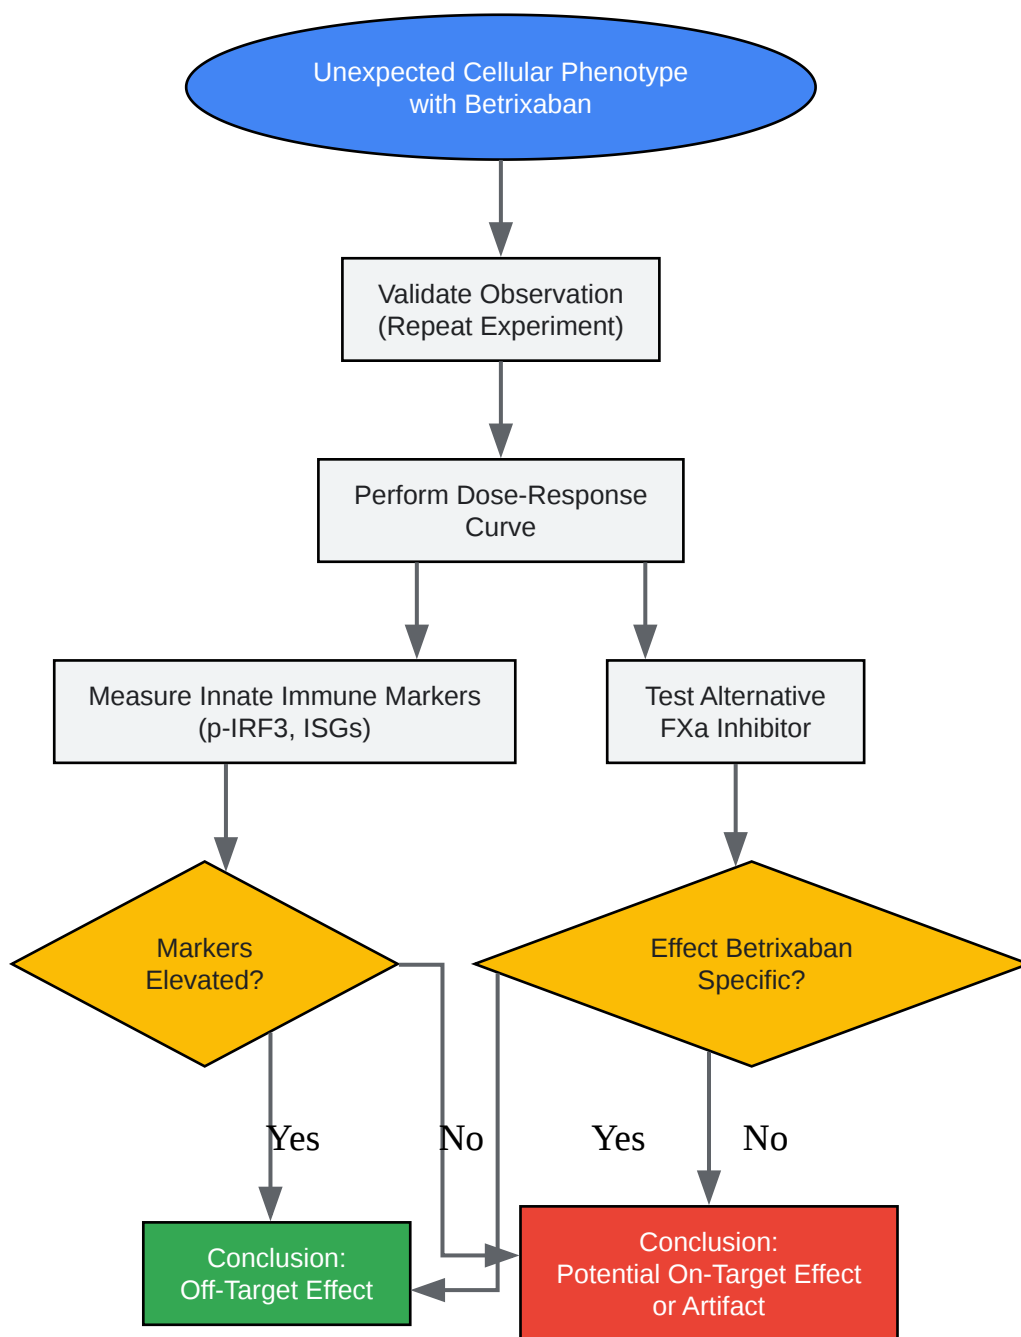 Unexpected Cellular Phenotype
with Betrixaban
Validate Observation
(Repeat Experiment)
Perform Dose-Response
Curve
Measure Innate Immune Markers
(p-IRF3, ISGs)
Test Alternative
FXa Inhibitor
Markers
Elevated?
Effect Betrixaban
Specific?
Yes
No
Yes
No
Conclusion:
Off-Target Effect
Conclusion:
Potential On-Target Effect
or Artifact